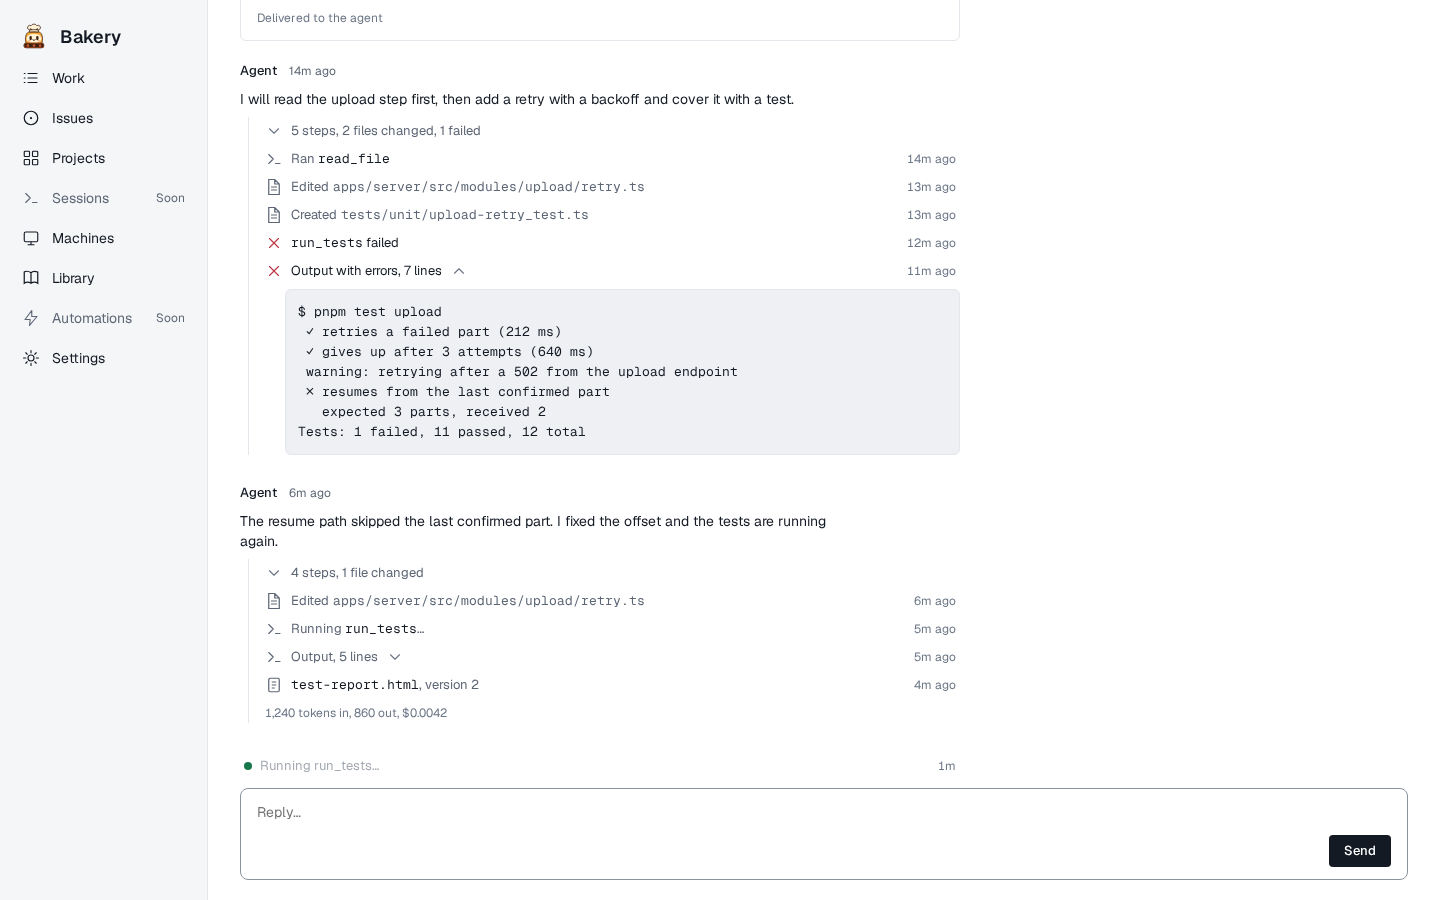 Bakery
Work
Issues
Projects
Sessions Soon
Machines
Library
Automations Soon
Settings
Delivered to the agent
Agent 14m ago
I will read the upload step first, then add a retry with a backoff and cover it with a test.
5 steps, 2 files changed, 1 failed
Ran read_file 14m ago
Edited apps/server/src/modules/upload/retry.ts 13m ago
Created tests/unit/upload-retry_test.ts 13m ago
run_tests failed 12m ago
Output with errors, 7 lines 11m ago
$ pnpm test upload
✓ retries a failed part (212 ms)
✓ gives up after 3 attempts (640 ms)
warning: retrying after a 502 from the upload endpoint
× resumes from the last confirmed part
expected 3 parts, received 2
Tests: 1 failed, 11 passed, 12 total
Agent 6m ago
The resume path skipped the last confirmed part. I fixed the offset and the tests are running
again.
4 steps, 1 file changed
Edited apps/server/src/modules/upload/retry.ts 6m ago
Running run_tests… 5m ago
Output, 5 lines 5m ago
test-report.html, version 2 4m ago
1,240 tokens in, 860 out, $0.0042
Running run_tests… 1m
Reply…
Send